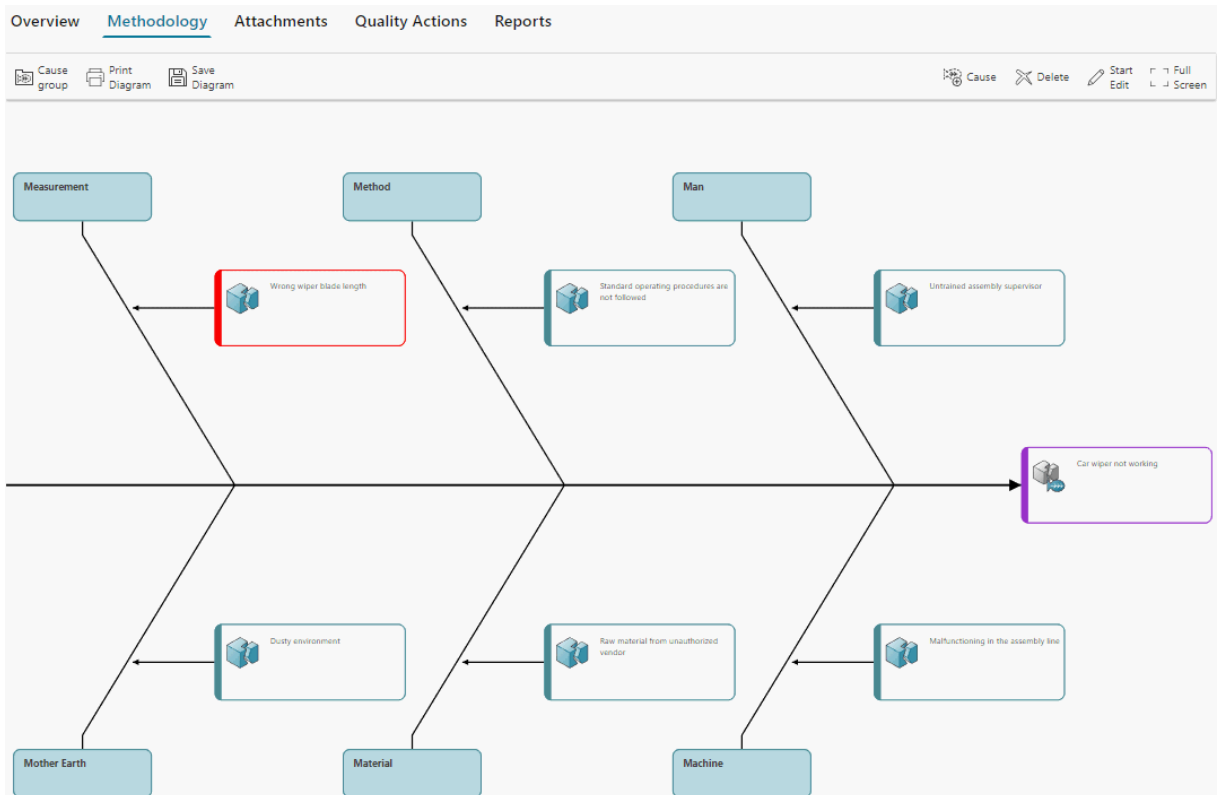 Overview Methodology Attachments Quality Actions Reports
Cause group
Print Diagram
Save Diagram
Cause
Delete
Start Edit
Full Screen
Measurement
Method
Man
Wrong wiper blade length
Standard operating procedures are
not followed
Untrained assembly supervisor
Car wiper not working
Dusty environment
Raw material from unauthorized
vendor
Malfunctioning in the assembly line
Mother Earth
Material
Machine